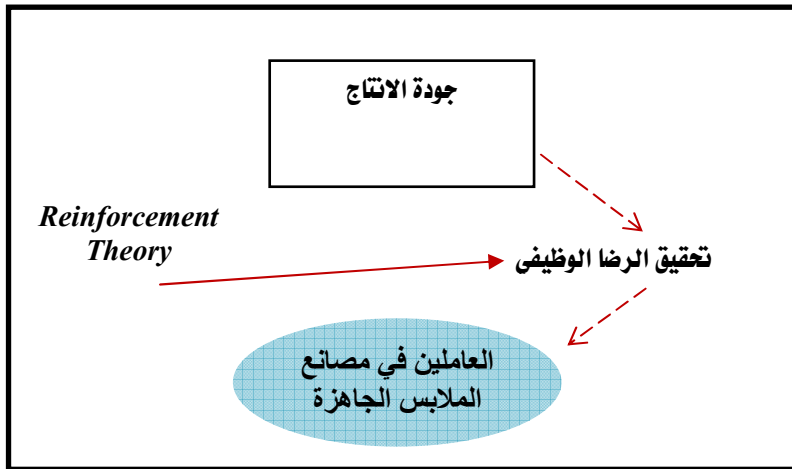 جودة الانتاج
Reinforcement
Theory
تحقيق الرضا الوظيفى
العاملين في مصانع
الملابس الجاهزة